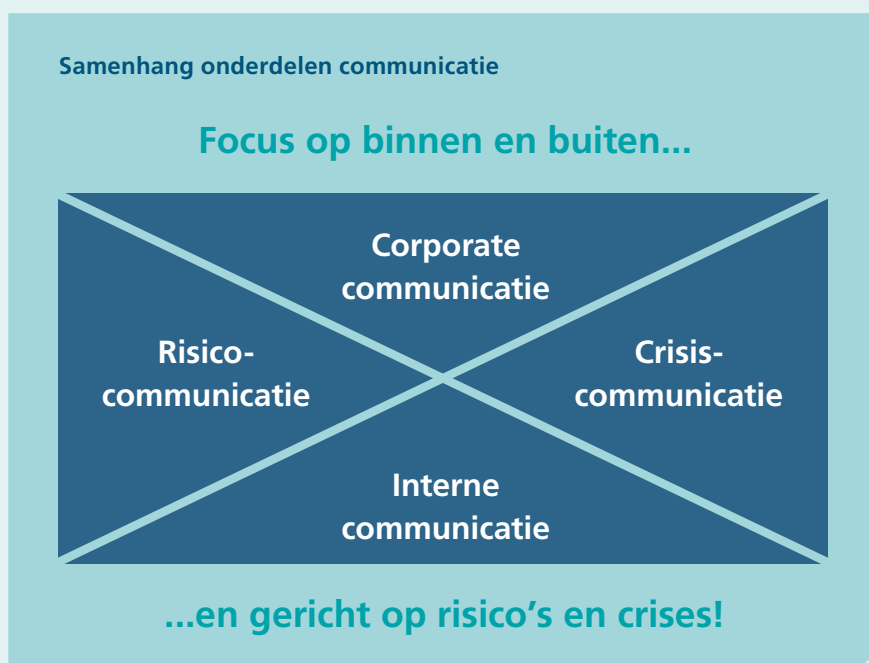 Samenhang onderdelen communicatie
Focus op binnen en buiten...
Corporate
communicatie
Risico-
communicatie
Crisis-
communicatie
Interne
communicatie
...en gericht op risico's en crises!